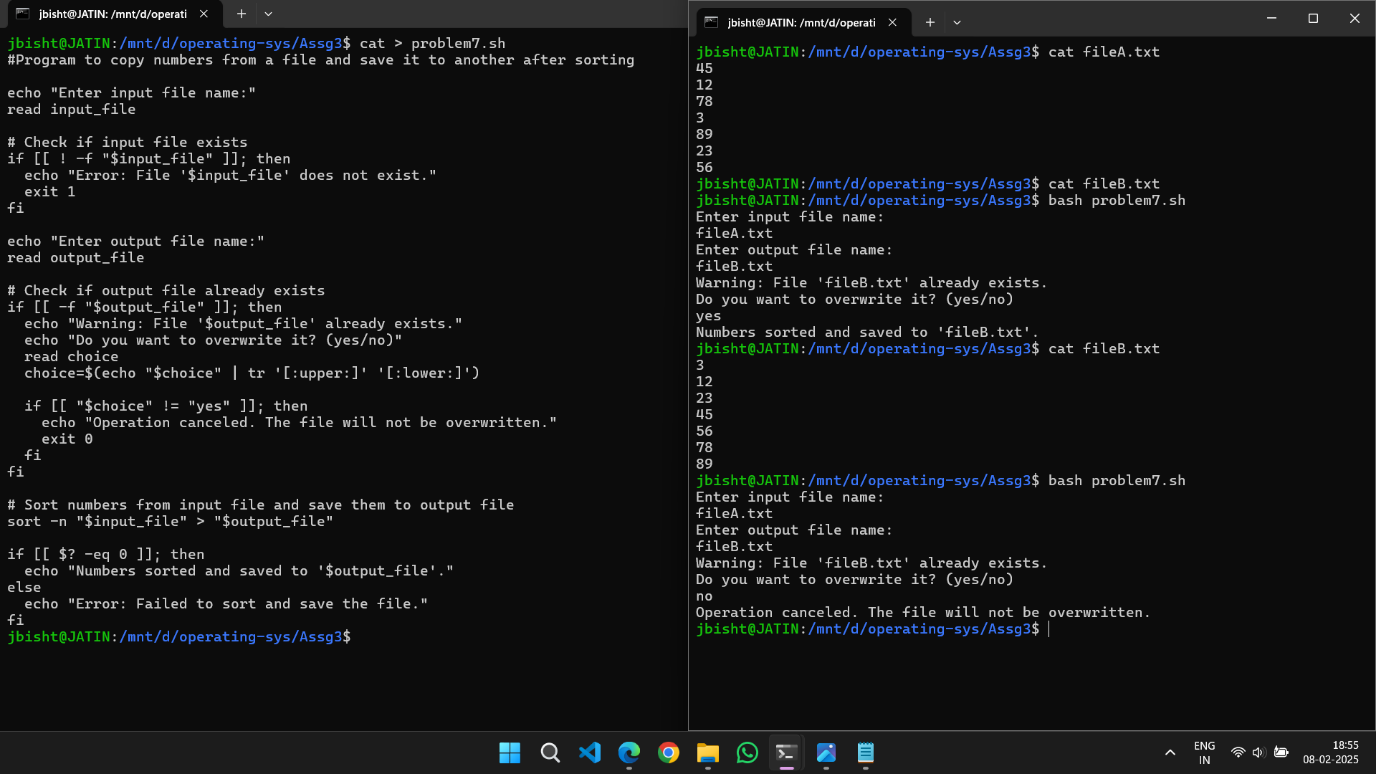 jbisht@JATIN: /mnt/d/operati
jbisht@JATIN:/mnt/d/operating-sys/Assg3$ cat > problem7.sh
#Program to copy numbers from a file and save it to another after sorting
echo "Enter input file name:"
read input_file
# Check if input file exists
if [[ ! -f "$input_file" ]]; then
  echo "Error: File '$input_file' does not exist."
  exit 1
fi
echo "Enter output file name:"
read output_file
# Check if output file already exists
if [[ -f "$output_file" ]]; then
  echo "Warning: File '$output_file' already exists."
  echo "Do you want to overwrite it? (yes/no)"
  read choice
  choice=$(echo "$choice" | tr '[:upper:]' '[:lower:]')
  if [[ "$choice" != "yes" ]]; then
    echo "Operation canceled. The file will not be overwritten."
    exit 0
  fi
fi
# Sort numbers from input file and save them to output file
sort -n "$input_file" > "$output_file"
if [[ $? -eq 0 ]]; then
  echo "Numbers sorted and saved to '$output_file'."
else
  echo "Error: Failed to sort and save the file."
fi
jbisht@JATIN:/mnt/d/operating-sys/Assg3$
jbisht@JATIN: /mnt/d/operati
jbisht@JATIN:/mnt/d/operating-sys/Assg3$ cat fileA.txt
45
12
78
3
89
23
56
jbisht@JATIN:/mnt/d/operating-sys/Assg3$ cat fileB.txt
jbisht@JATIN:/mnt/d/operating-sys/Assg3$ bash problem7.sh
Enter input file name:
fileA.txt
Enter output file name:
fileB.txt
Warning: File 'fileB.txt' already exists.
Do you want to overwrite it? (yes/no)
yes
Numbers sorted and saved to 'fileB.txt'.
jbisht@JATIN:/mnt/d/operating-sys/Assg3$ cat fileB.txt
3
12
23
45
56
78
89
jbisht@JATIN:/mnt/d/operating-sys/Assg3$ bash problem7.sh
Enter input file name:
fileA.txt
Enter output file name:
fileB.txt
Warning: File 'fileB.txt' already exists.
Do you want to overwrite it? (yes/no)
no
Operation canceled. The file will not be overwritten.
jbisht@JATIN:/mnt/d/operating-sys/Assg3$
ENG
IN
18:55
08-02-2025